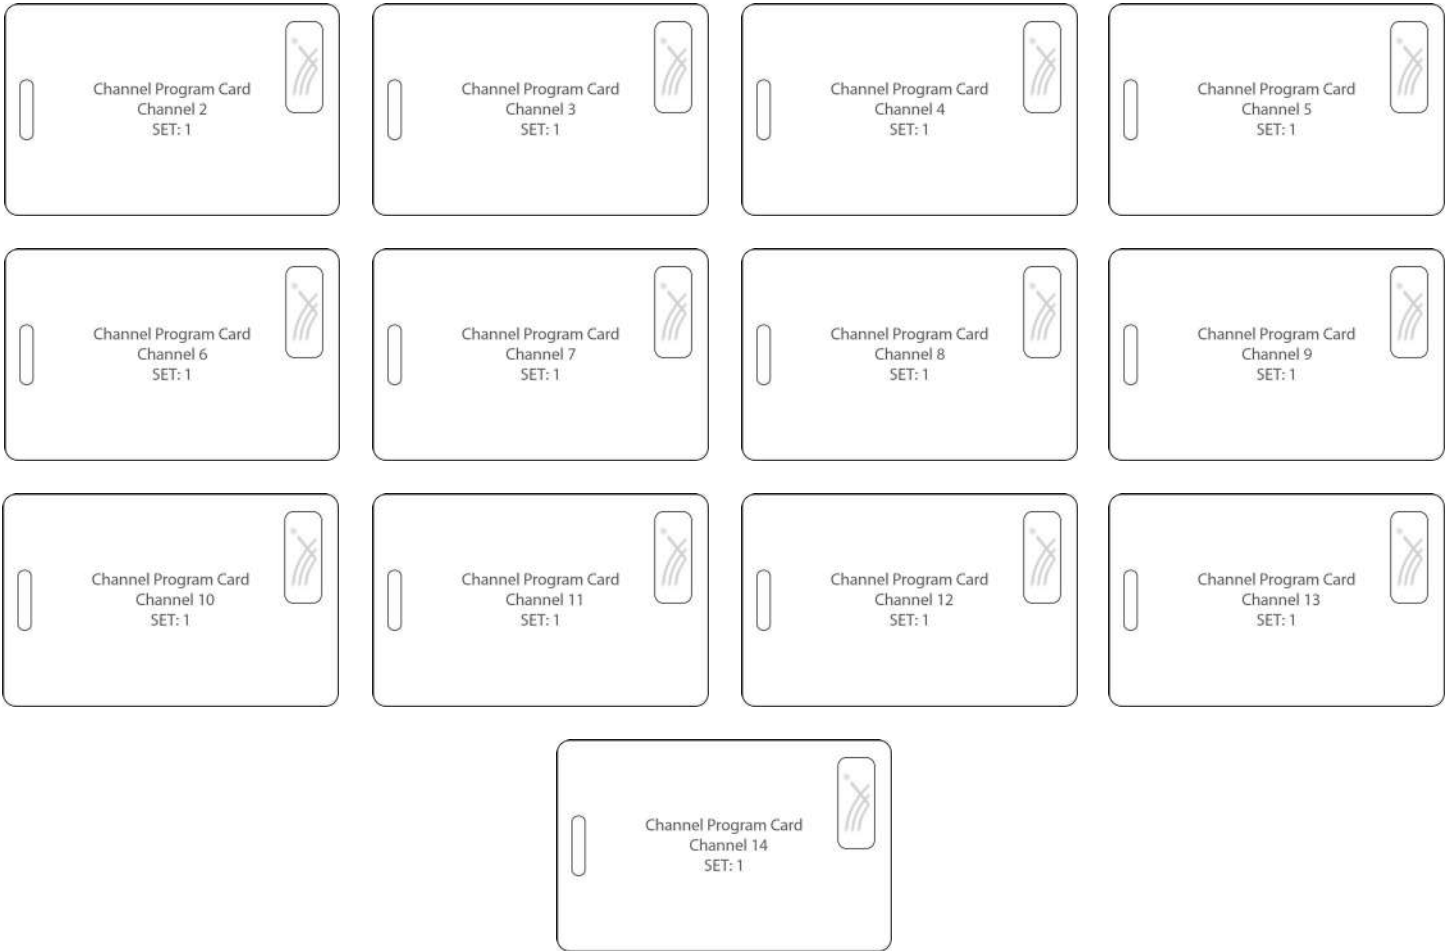 Channel Program Card
Channel 2
SET: 1
Channel Program Card
Channel 3
SET: 1
Channel Program Card
Channel 4
SET: 1
Channel Program Card
Channel 5
SET: 1
Channel Program Card
Channel 6
SET: 1
Channel Program Card
Channel 7
SET: 1
Channel Program Card
Channel 8
SET: 1
Channel Program Card
Channel 9
SET: 1
Channel Program Card
Channel 10
SET: 1
Channel Program Card
Channel 11
SET: 1
Channel Program Card
Channel 12
SET: 1
Channel Program Card
Channel 13
SET: 1
Channel Program Card
Channel 14
SET: 1